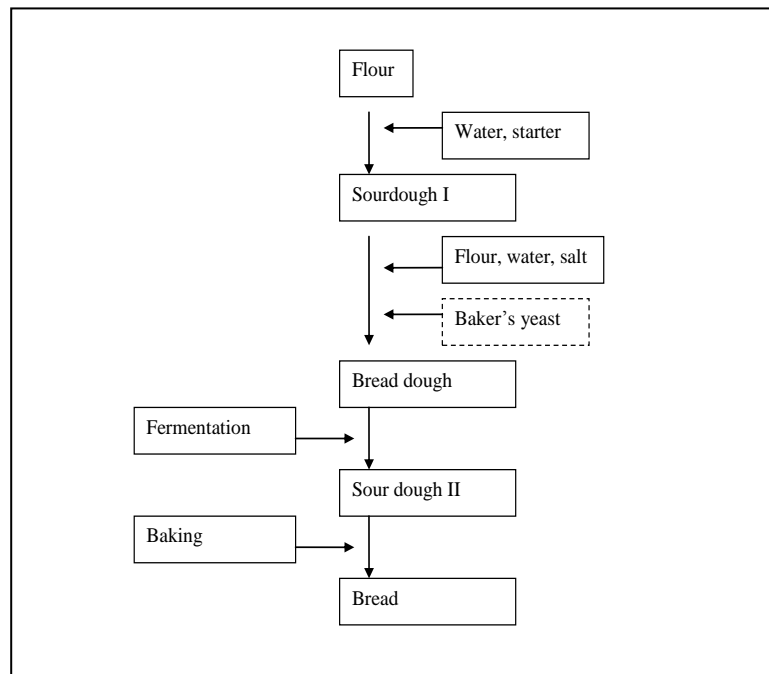 Flour
Water, starter
Sourdough I
Flour, water, salt
Baker’s yeast
Bread dough
Fermentation
Sour dough II
Baking
Bread